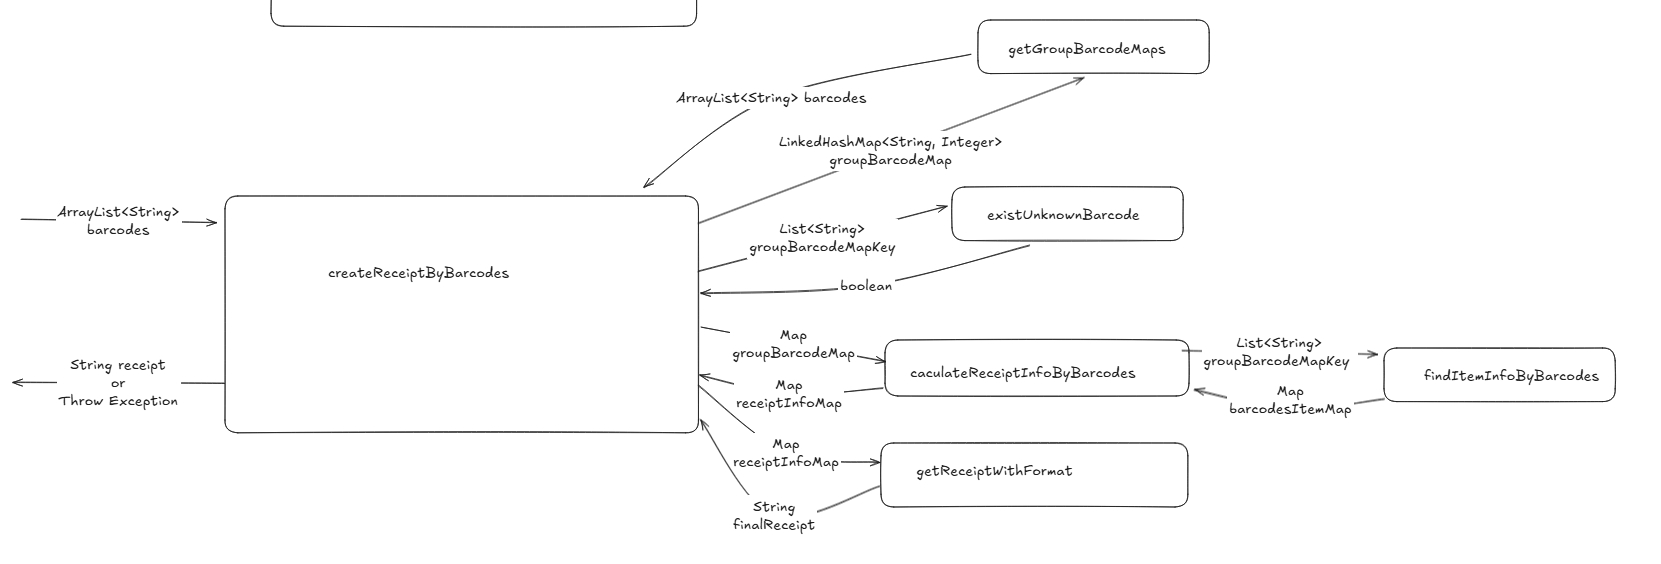 getGroupBarcodeMaps
ArrayList<String> barcodes
LinkedHashMap<String, Integer>
groupBarcodeMap
ArrayList<String>
barcodes
existUnknownBarcode
List<String>
groupBarcodeMapKey
createReceiptByBarcodes
boolean
Map
groupBarcodeMap
List<String>
groupBarcodeMapKey
String receipt
or
Throw Exception
caculateReceiptInfoByBarcodes
findItemInfoByBarcodes
Map
receiptInfoMap
Map
barcodesItemMap
Map
receiptInfoMap
getReceiptWithFormat
String
finalReceipt